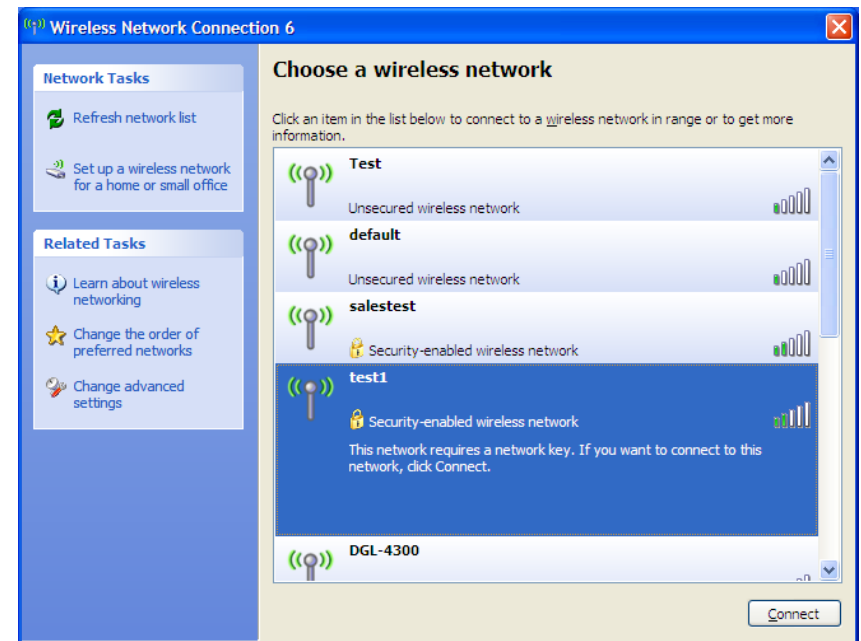 Wireless Network Connection 6
Network Tasks
Refresh network list
Set up a wireless network
for a home or small office
Related Tasks
Learn about wireless
networking
Change the order of
preferred networks
Change advanced
settings
Choose a wireless network
Click an item in the list below to connect to a wireless network in range or to get more
information.
Test
Unsecured wireless network
default
Unsecured wireless network
salestest
Security-enabled wireless network
test1
Security-enabled wireless network
This network requires a network key. If you want to connect to this
network, click Connect.
DGL-4300
Connect